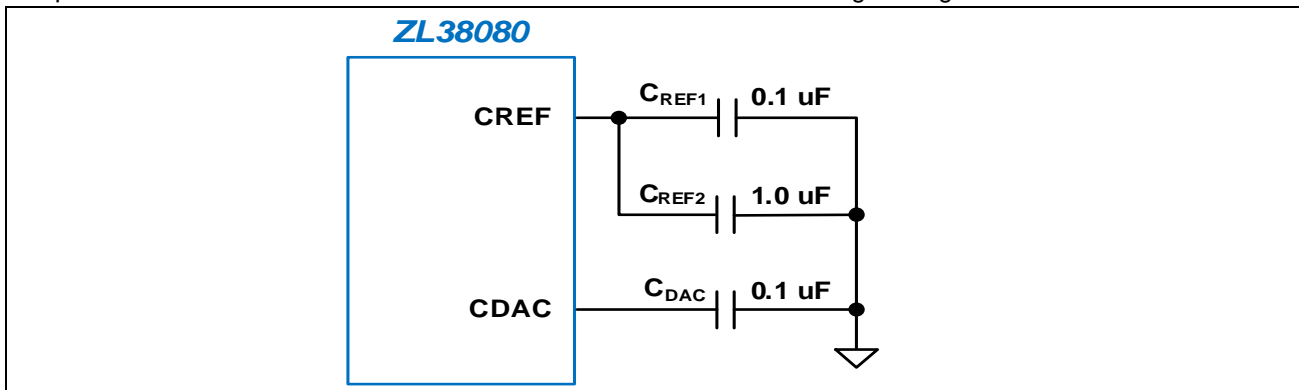 ZL38080
CREF
CREF1 0.1 uF
CREF2 1.0 uF
CDAC
CDAC 0.1 uF